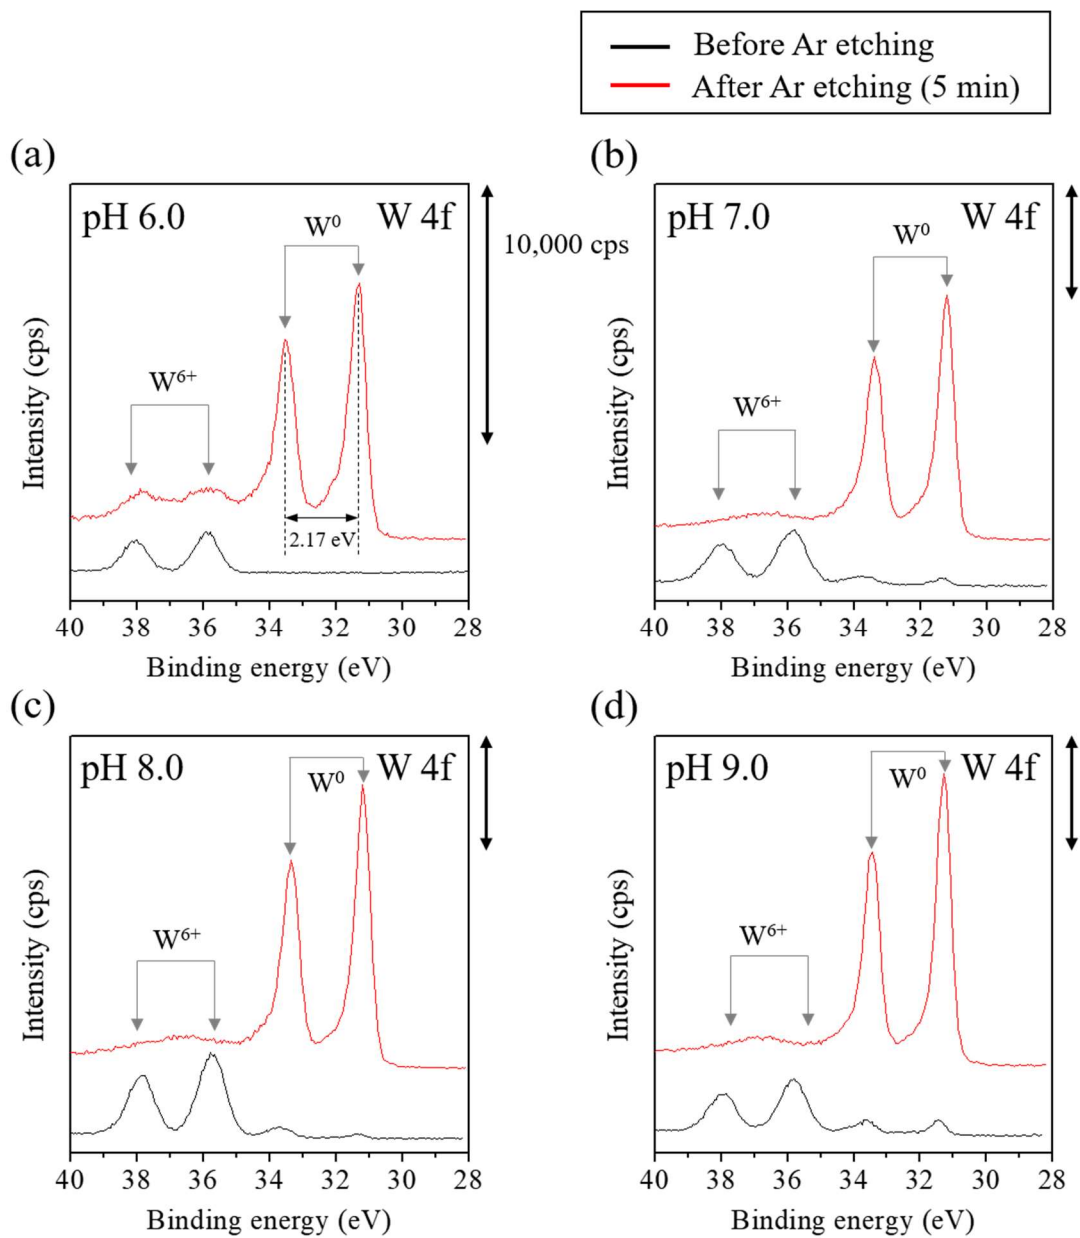 Before Ar etching
After Ar etching (5 min)
(a)
pH 6.0
W⁰
W 4f
10,000 cps
W⁶⁺
2.17 eV
Intensity (cps)
40 38 36 34 32 30 28
Binding energy (eV)
(b)
pH 7.0
W⁰
W 4f
W⁶⁺
Intensity (cps)
40 38 36 34 32 30 28
Binding energy (eV)
(c)
pH 8.0
W⁰
W 4f
W⁶⁺
Intensity (cps)
40 38 36 34 32 30 28
Binding energy (eV)
(d)
pH 9.0
W⁰
W 4f
W⁶⁺
Intensity (cps)
40 38 36 34 32 30 28
Binding energy (eV)